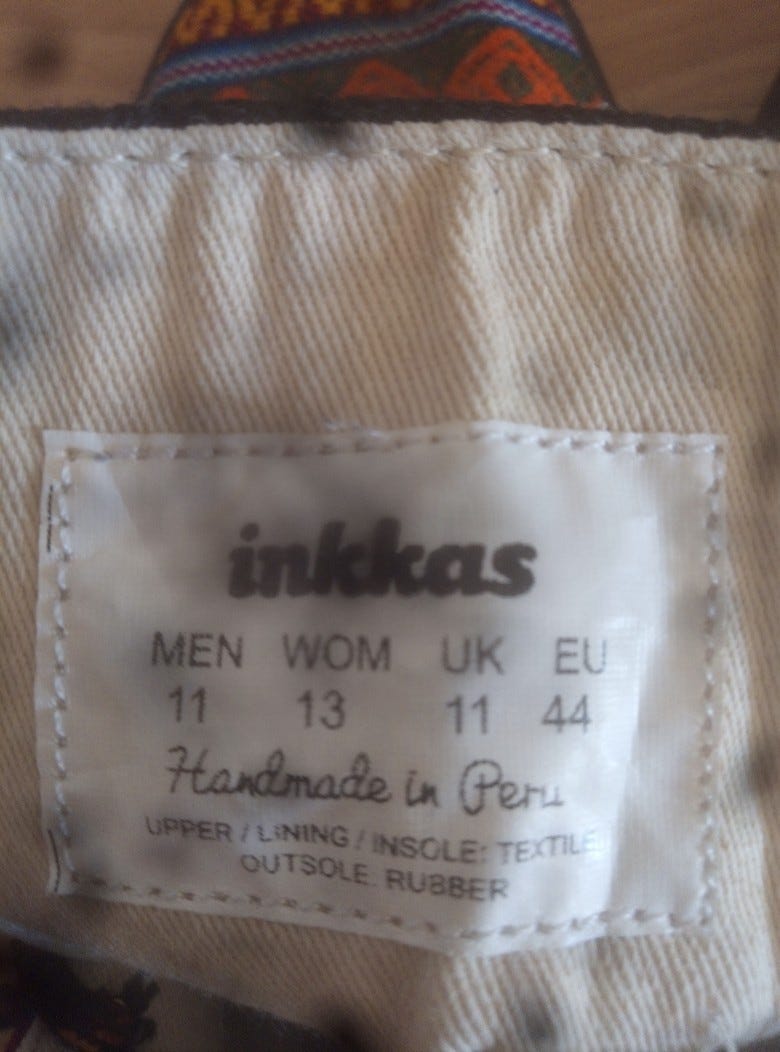 inkkas
MEN WOM UK EU
11 13 11 44
Handmade in Peru
UPPER / LINING / INSOLE: TEXTILE
OUTSOLE: RUBBER